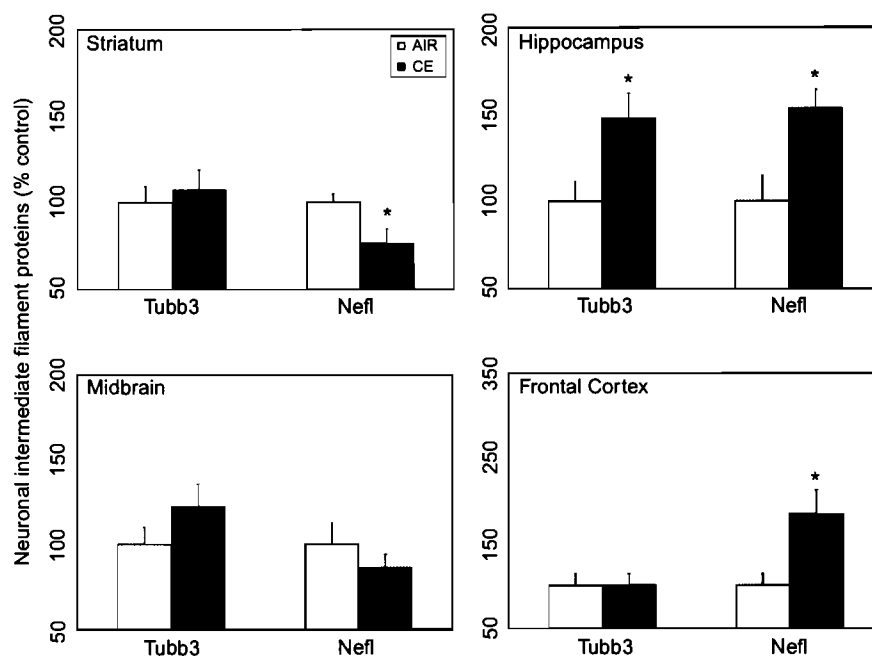 Neuronal intermediate filament proteins (% control)
Striatum
AIR
CE
200
150
100
50
*
Tubb3 Nefl
Hippocampus
200
150
100
50
* *
Tubb3 Nefl
Midbrain
200
150
100
50
Tubb3 Nefl
Frontal Cortex
350
250
150
50
*
Tubb3 Nefl